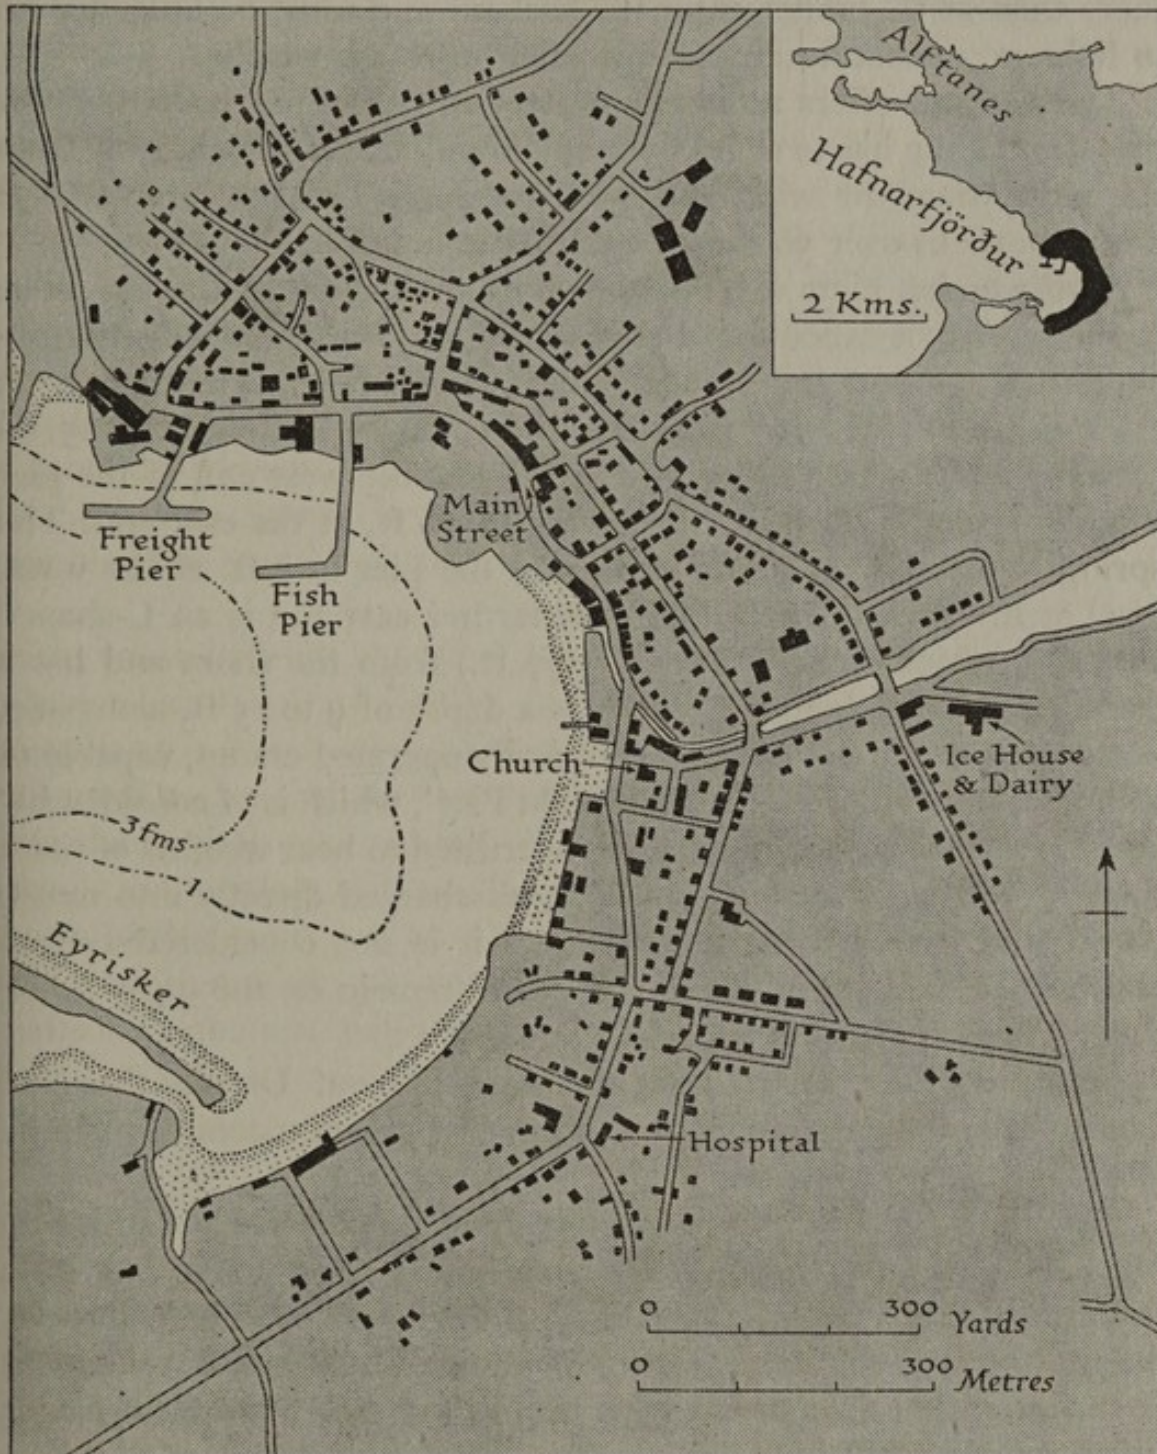 Alftanes
Hafnarfjörður
2 Kms.
Main
Street
Freight
Pier
Fish
Pier
Church
Ice House
& Dairy
3 fms
1
Eyrisker
Hospital
0 300 Yards
0 300 Metres